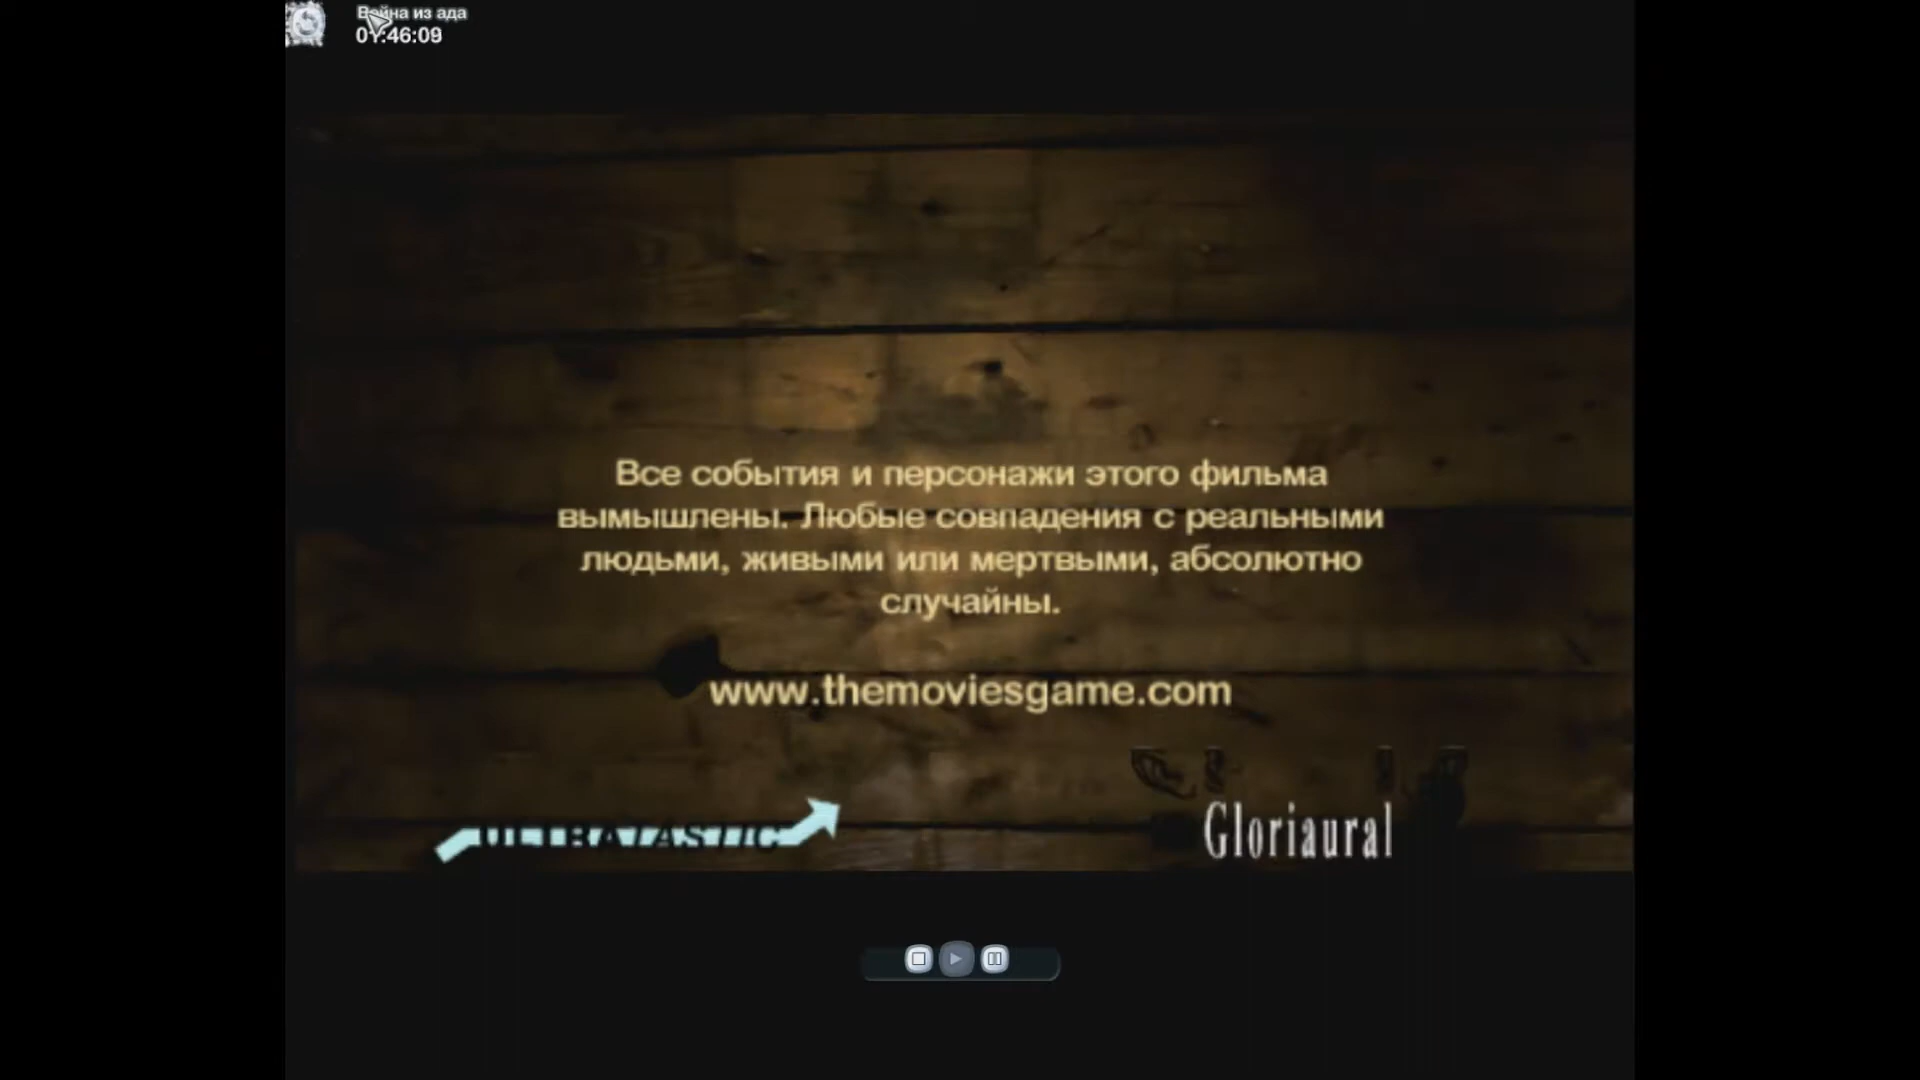 Война из ада
01:46:09
Все события и персонажи этого фильма
вымышлены. Любые совпадения с реальными
людьми, живыми или мертвыми, абсолютно
случайны.
www.themoviesgame.com
ULTRATASTIC
Gloriaural